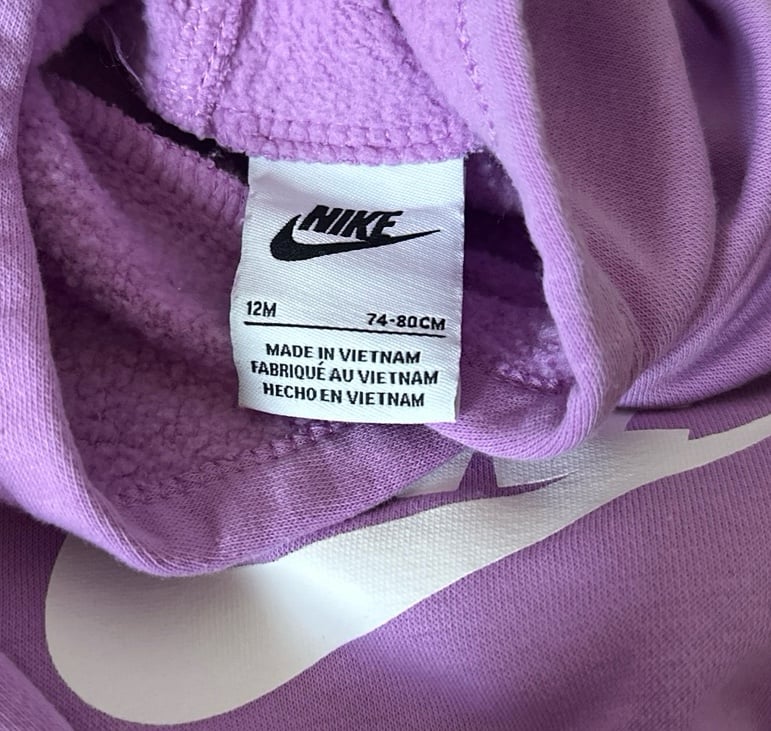 NIKE
12M 74-80CM
MADE IN VIETNAM
FABRIQUÉ AU VIETNAM
HECHO EN VIETNAM